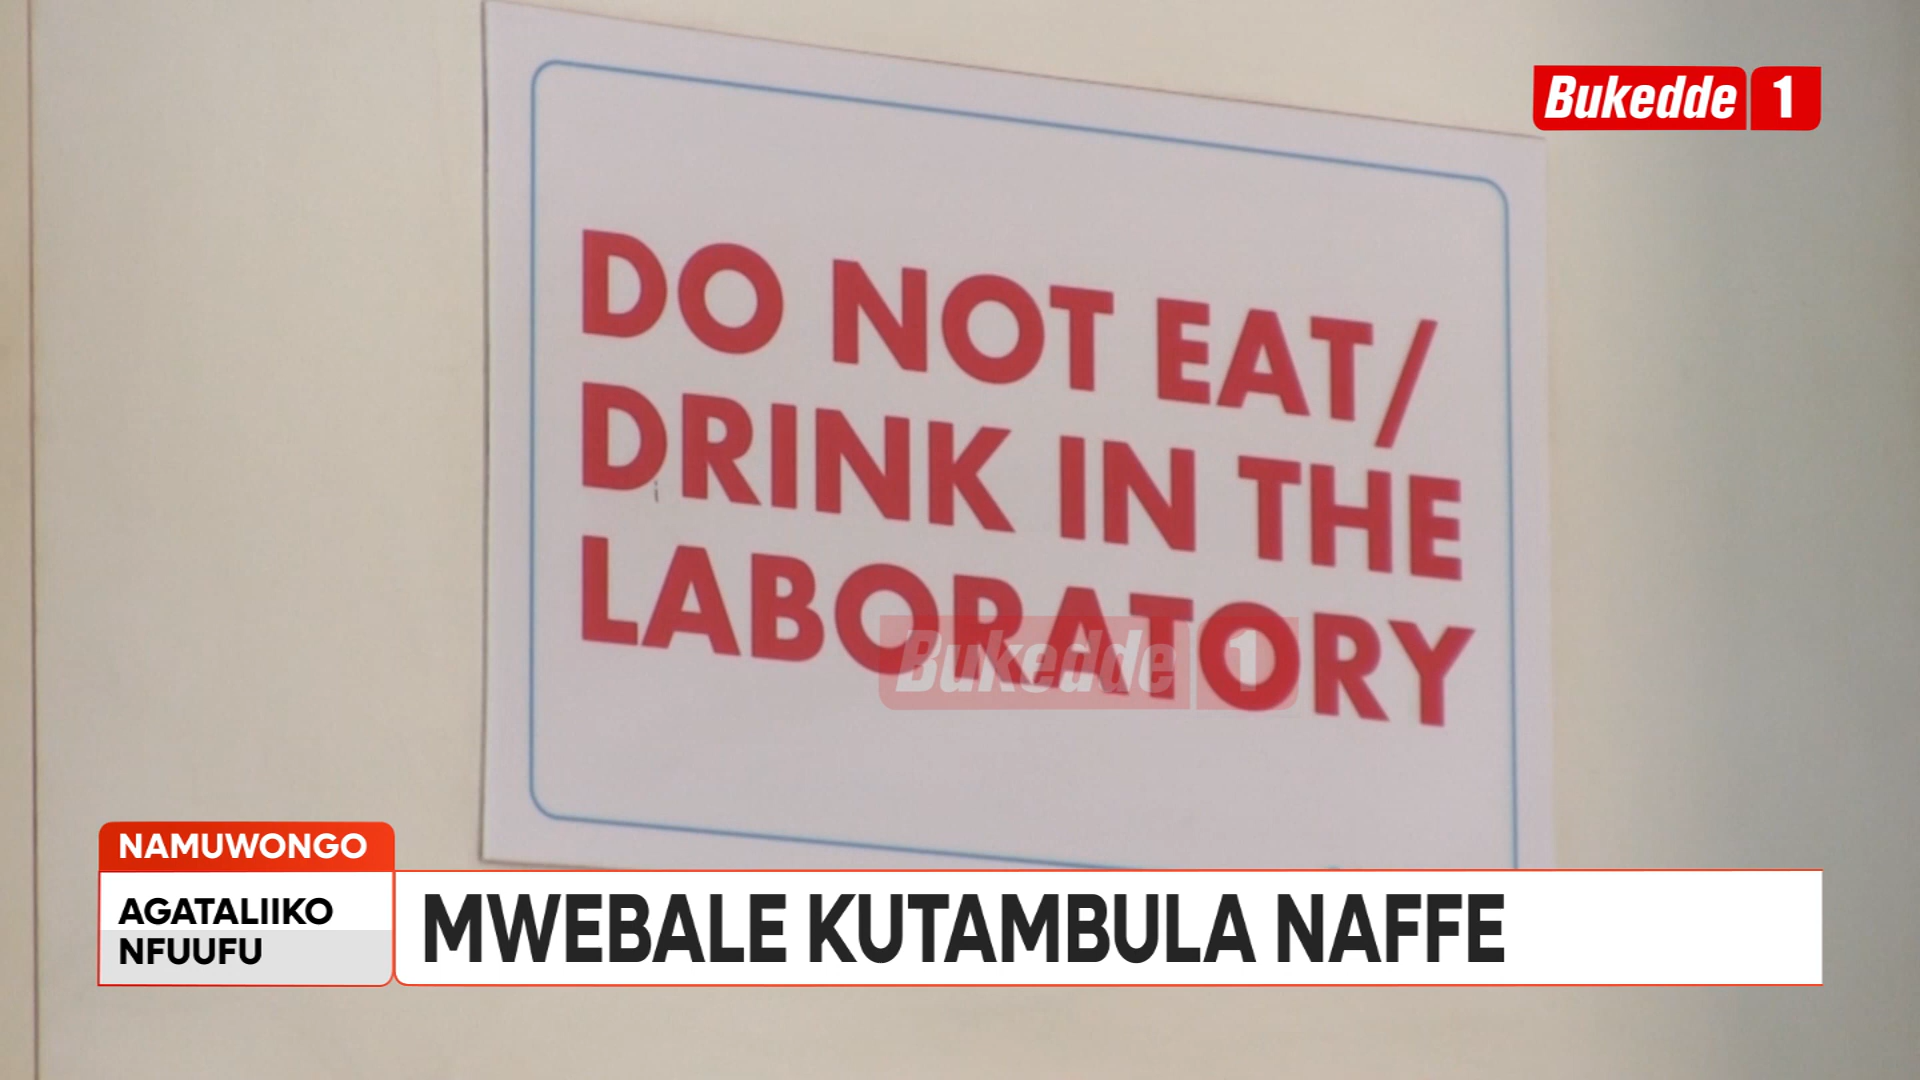 Bukedde 1
DO NOT EAT/
DRINK IN THE
LABORATORY
Bukedde 1
NAMUWONGO
AGATALIIKO
NFUUFU
MWEBALE KUTAMBULA NAFFE